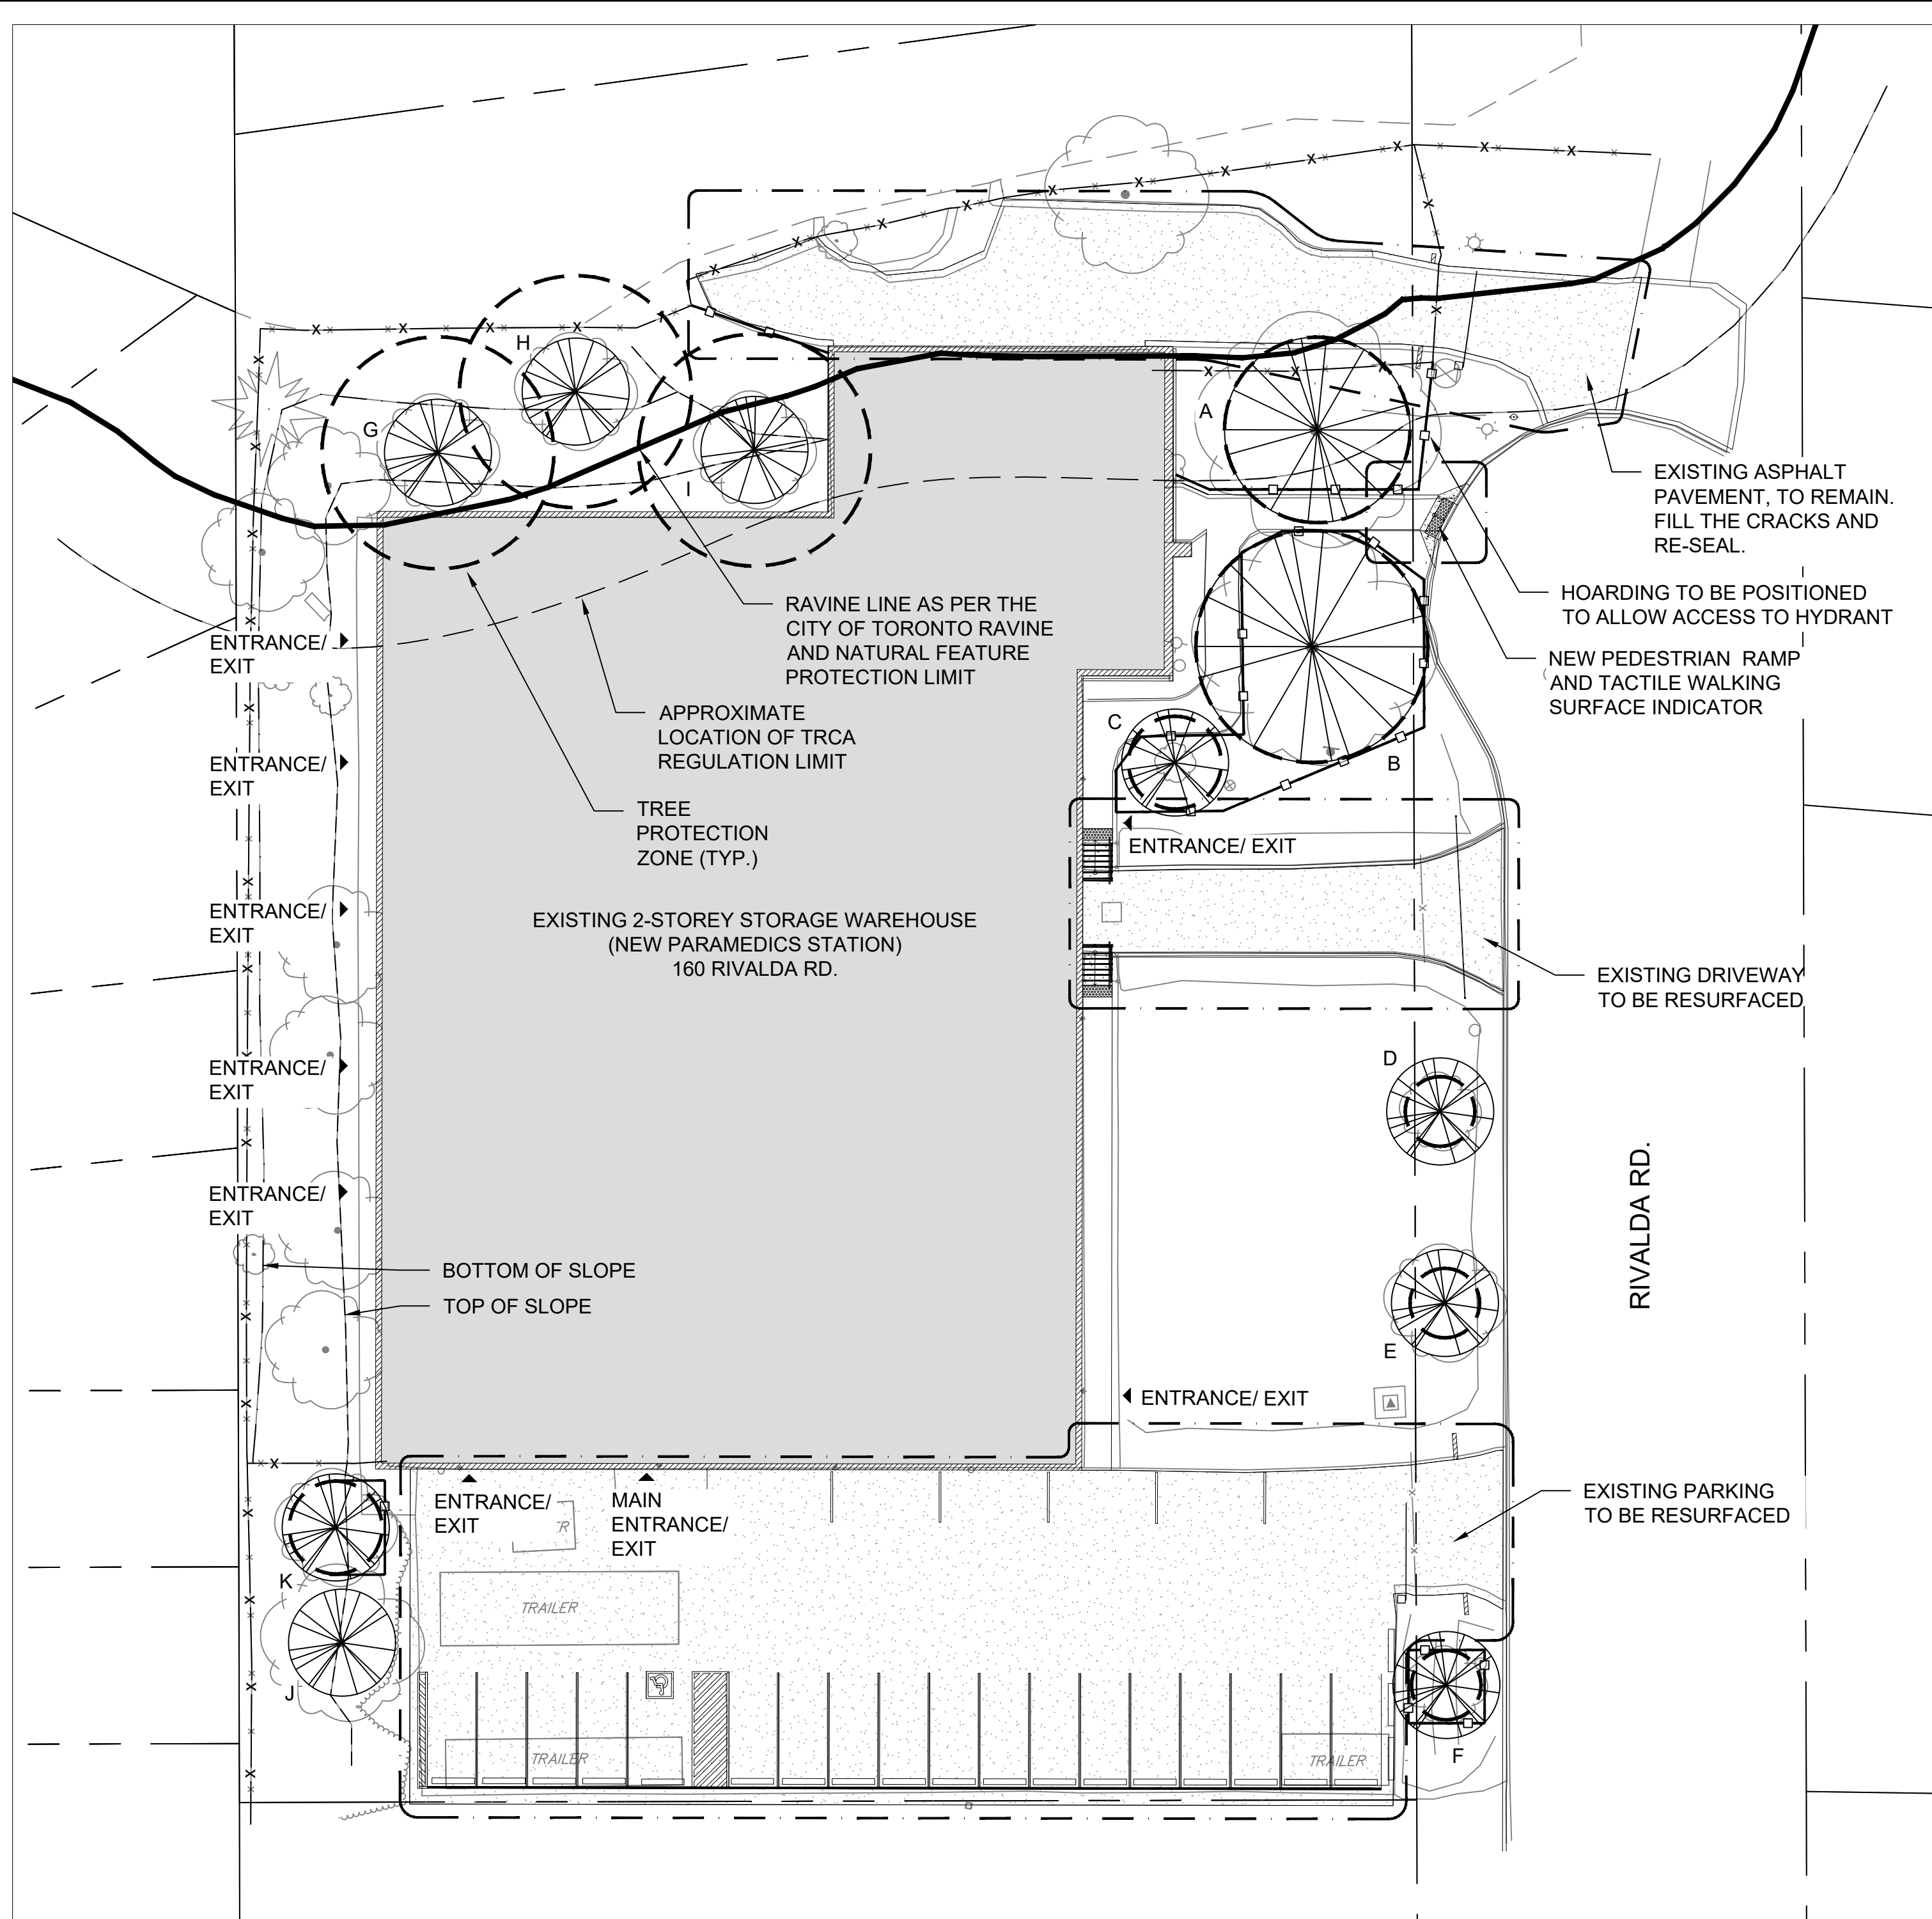 H
G
I
A
EXISTING ASPHALT
PAVEMENT, TO REMAIN.
FILL THE CRACKS AND
RE-SEAL.
HOARDING TO BE POSITIONED
TO ALLOW ACCESS TO HYDRANT
NEW PEDESTRIAN RAMP
AND TACTILE WALKING
SURFACE INDICATOR
RAVINE LINE AS PER THE
CITY OF TORONTO RAVINE
AND NATURAL FEATURE
PROTECTION LIMIT
APPROXIMATE
LOCATION OF TRCA
REGULATION LIMIT
TREE
PROTECTION
ZONE (TYP.)
ENTRANCE/
EXIT
ENTRANCE/
EXIT
ENTRANCE/
EXIT
ENTRANCE/
EXIT
ENTRANCE/
EXIT
C
B
ENTRANCE/ EXIT
EXISTING 2-STOREY STORAGE WAREHOUSE
(NEW PARAMEDICS STATION)
160 RIVALDA RD.
EXISTING DRIVEWAY
TO BE RESURFACED
D
E
RIVALDA RD.
BOTTOM OF SLOPE
TOP OF SLOPE
ENTRANCE/ EXIT
ENTRANCE/
EXIT
MAIN
ENTRANCE/
EXIT
EXISTING PARKING
TO BE RESURFACED
K
J
TRAILER
TRAILER
TRAILER
F